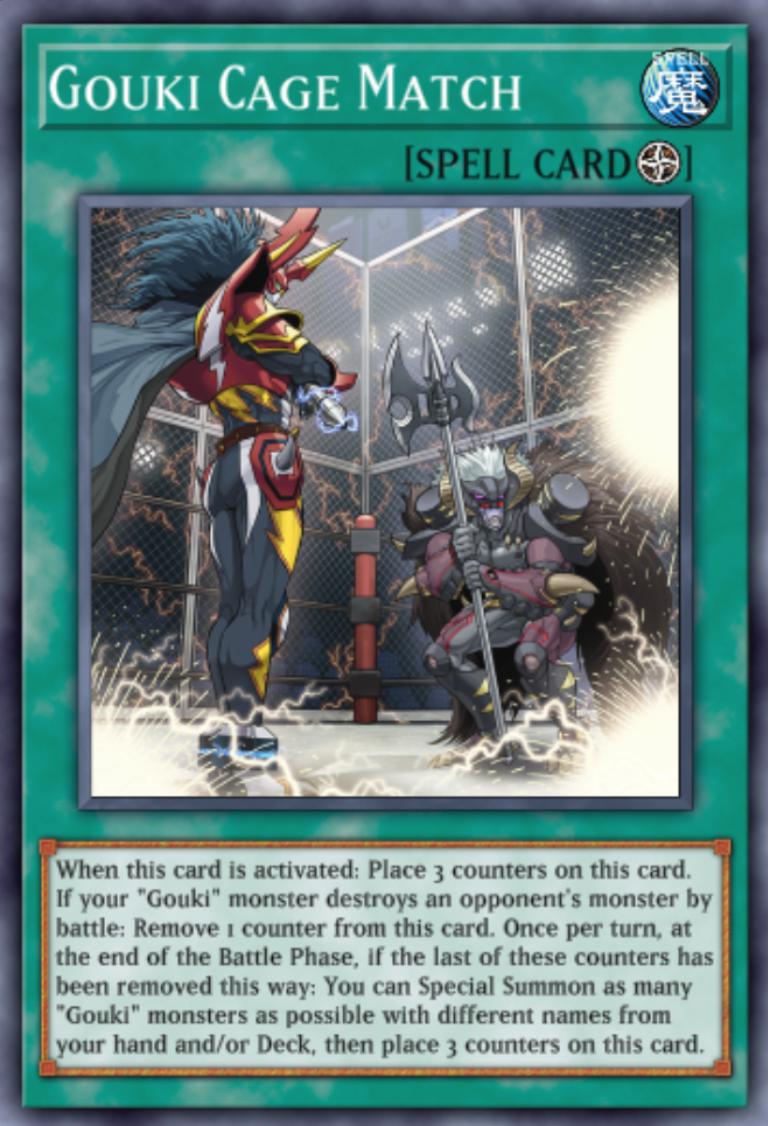 GOUKI CAGE MATCH
SPELL
魔
[SPELL CARD]
When this card is activated: Place 3 counters on this card.
If your "Gouki" monster destroys an opponent's monster by
battle: Remove 1 counter from this card. Once per turn, at
the end of the Battle Phase, if the last of these counters has
been removed this way: You can Special Summon as many
"Gouki" monsters as possible with different names from
your hand and/or Deck, then place 3 counters on this card.